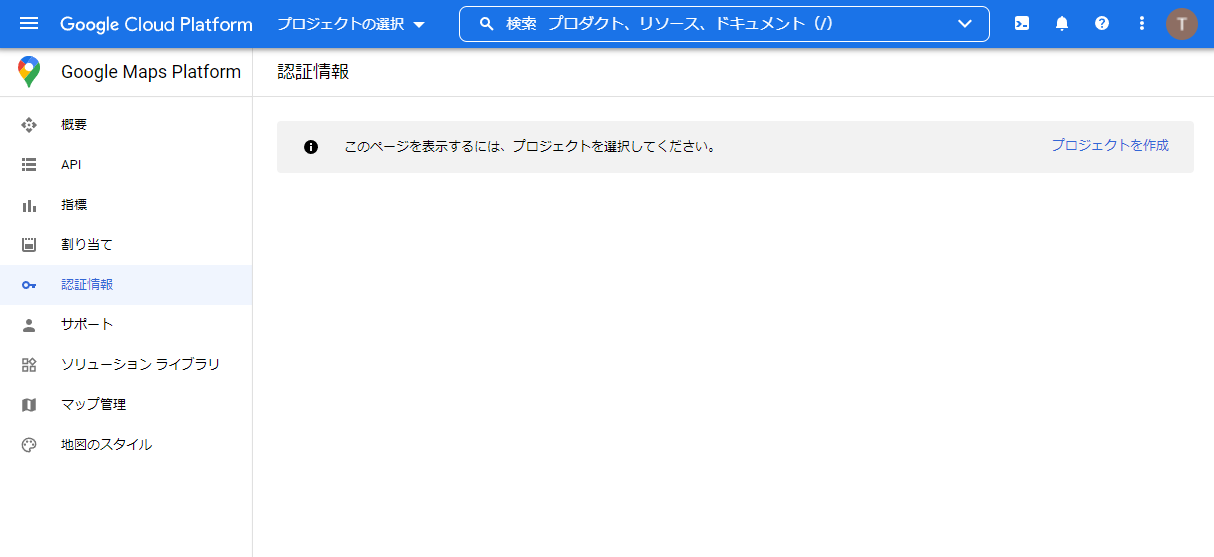 Google Cloud Platform
プロジェクトの選択
検索 プロダクト、リソース、ドキュメント (/)
T
Google Maps Platform
認証情報
概要
API
指標
割り当て
認証情報
サポート
ソリューション ライブラリ
マップ管理
地図のスタイル
このページを表示するには、プロジェクトを選択してください。
プロジェクトを作成